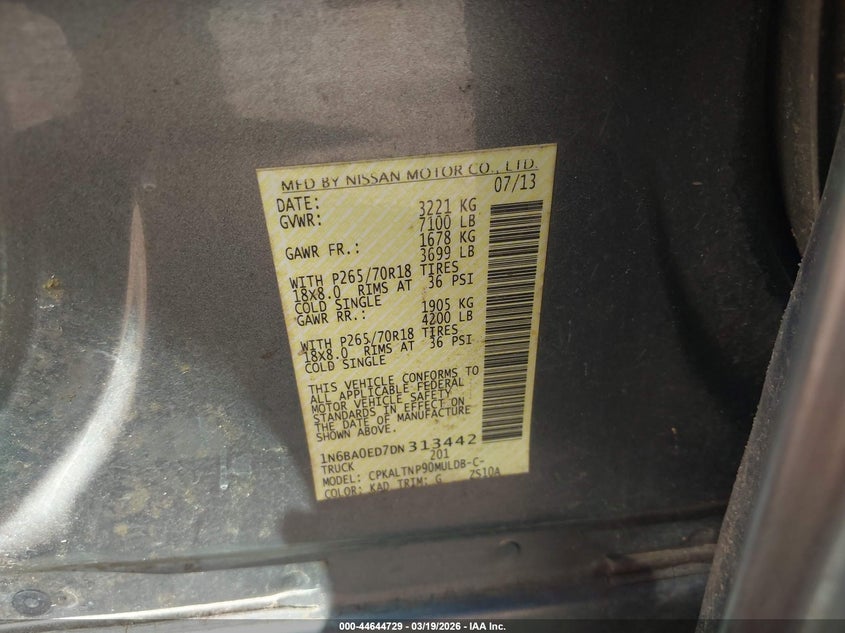 MFD BY NISSAN MOTOR CO., LTD.
DATE: 07/13
GVWR: 3221 KG
7100 LB
GAWR FR.: 1678 KG
3699 LB
WITH P265/70R18 TIRES
18X8.0 RIMS AT 36 PSI
COLD SINGLE
GAWR RR.: 1905 KG
4200 LB
WITH P265/70R18 TIRES
18X8.0 RIMS AT 36 PSI
COLD SINGLE
THIS VEHICLE CONFORMS TO
ALL APPLICABLE FEDERAL
MOTOR VEHICLE SAFETY
STANDARDS IN EFFECT ON
THE DATE OF MANUFACTURE
SHOWN ABOVE.
1N6BA0ED7DN313442
TRUCK 201
MODEL: CPKALTNP90MULDB-C-
COLOR: KAD TRIM: G ZS10A
000-44644729 — 03/19/2026 - IAA Inc.